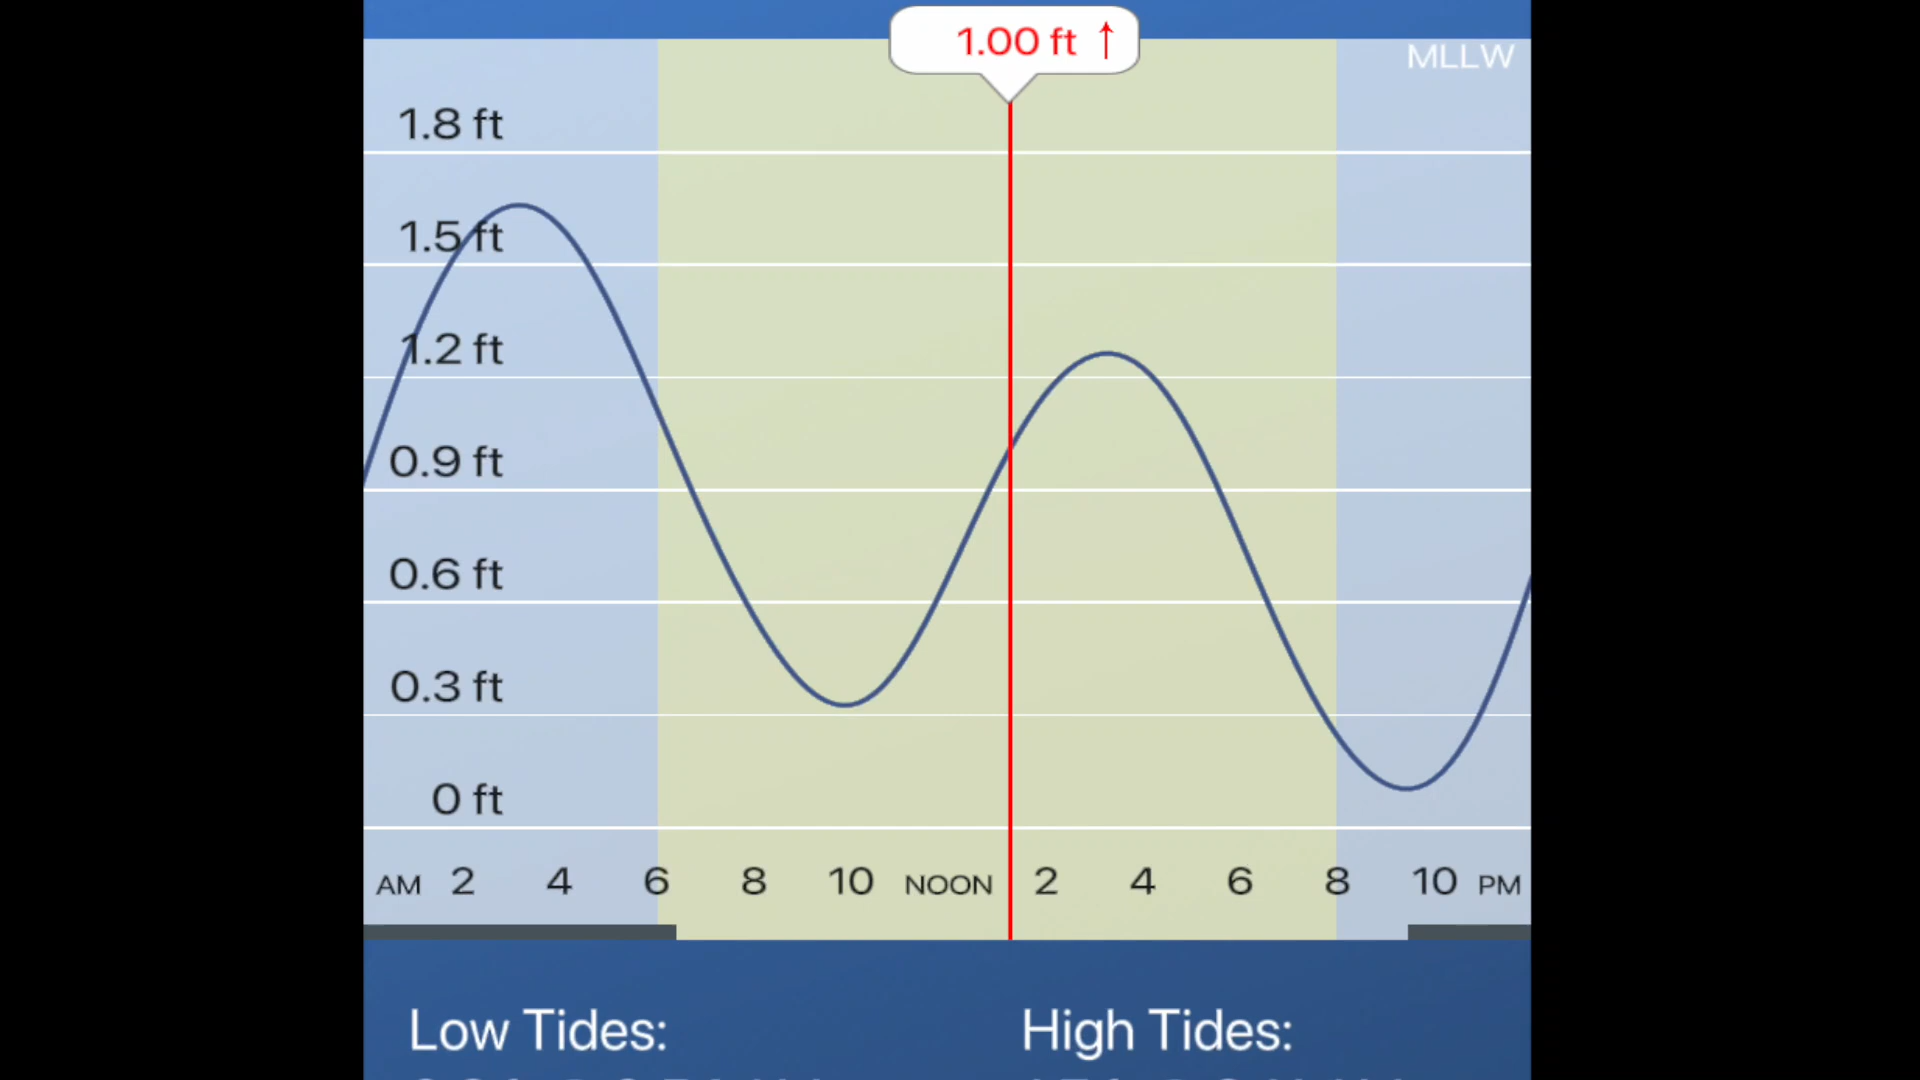 1.00 ft ↑
MLLW
1.8 ft
1.5 ft
1.2 ft
0.9 ft
0.6 ft
0.3 ft
0 ft
AM 2 4 6 8 10 NOON 2 4 6 8 10 PM
Low Tides: High Tides: